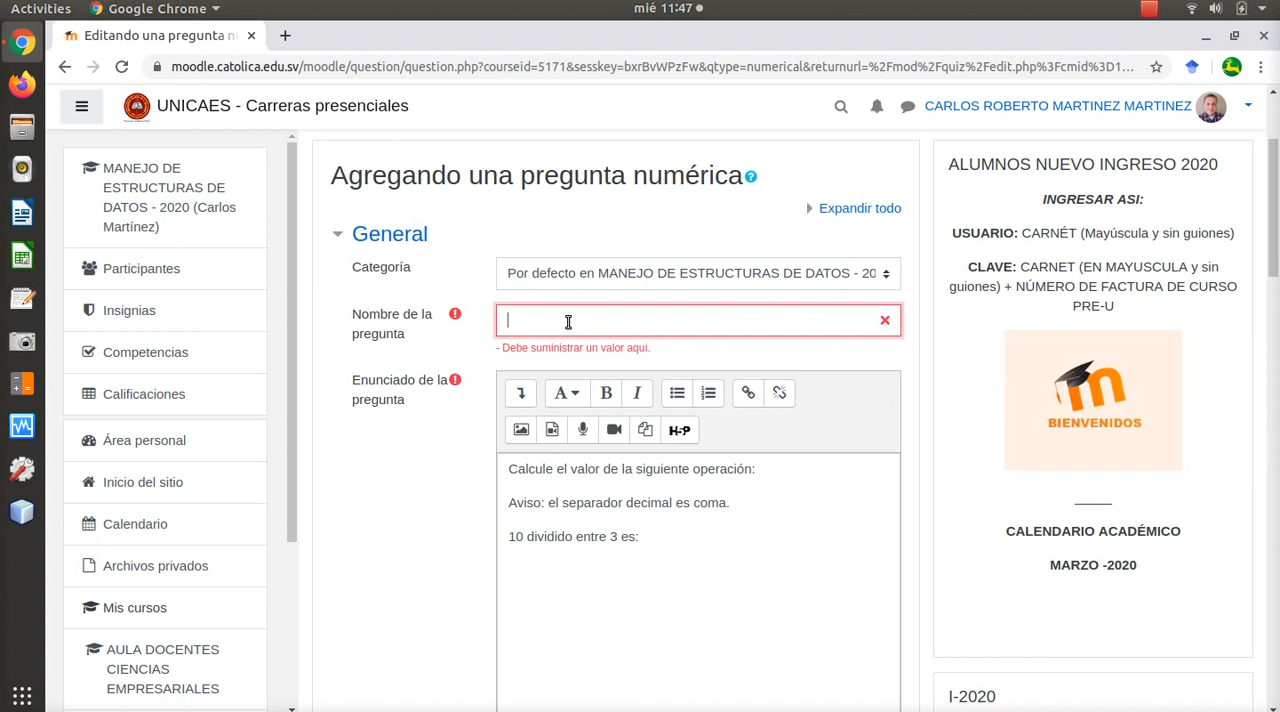 Activities
Google Chrome
mié 11:47
Editando una pregunta n
moodle.catolica.edu.sv/moodle/question/question.php?courseid=5171&sesskey=bxrBvWPzFw&qtype=numerical&returnurl=%2Fmod%2Fquiz%2Fedit.php%3Fcmid%3D1...
UNICAES - Carreras presenciales
CARLOS ROBERTO MARTINEZ MARTINEZ
MANEJO DE
ESTRUCTURAS DE
DATOS - 2020 (Carlos
Martínez)
Participantes
Insignias
Competencias
Calificaciones
Área personal
Inicio del sitio
Calendario
Archivos privados
Mis cursos
AULA DOCENTES
CIENCIAS
EMPRESARIALES
Agregando una pregunta numérica
Expandir todo
General
Categoría
Por defecto en MANEJO DE ESTRUCTURAS DE DATOS - 20
Nombre de la
pregunta
- Debe suministrar un valor aquí.
Enunciado de la
pregunta
A
B
I
H-P
Calcule el valor de la siguiente operación:
Aviso: el separador decimal es coma.
10 dividido entre 3 es:
ALUMNOS NUEVO INGRESO 2020
INGRESAR ASI:
USUARIO: CARNÉT (Mayúscula y sin guiones)
CLAVE: CARNET (EN MAYUSCULA y sin
guiones) + NÚMERO DE FACTURA DE CURSO
PRE-U
BIENVENIDOS
CALENDARIO ACADÉMICO
MARZO -2020
I-2020